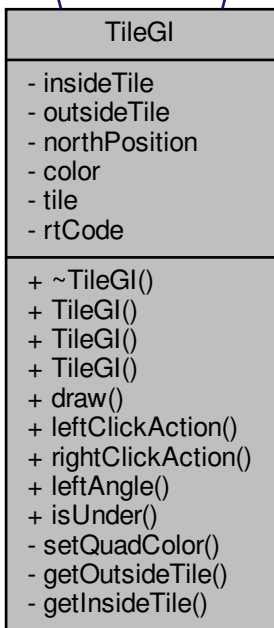 TileGI
- insideTile
- outsideTile
- northPosition
- color
- tile
- rtCode
+ ~TileGI()
+ TileGI()
+ TileGI()
+ TileGI()
+ draw()
+ leftClickAction()
+ rightClickAction()
+ leftAngle()
+ isUnder()
- setQuadColor()
- getOutsideTile()
- getInsideTile()